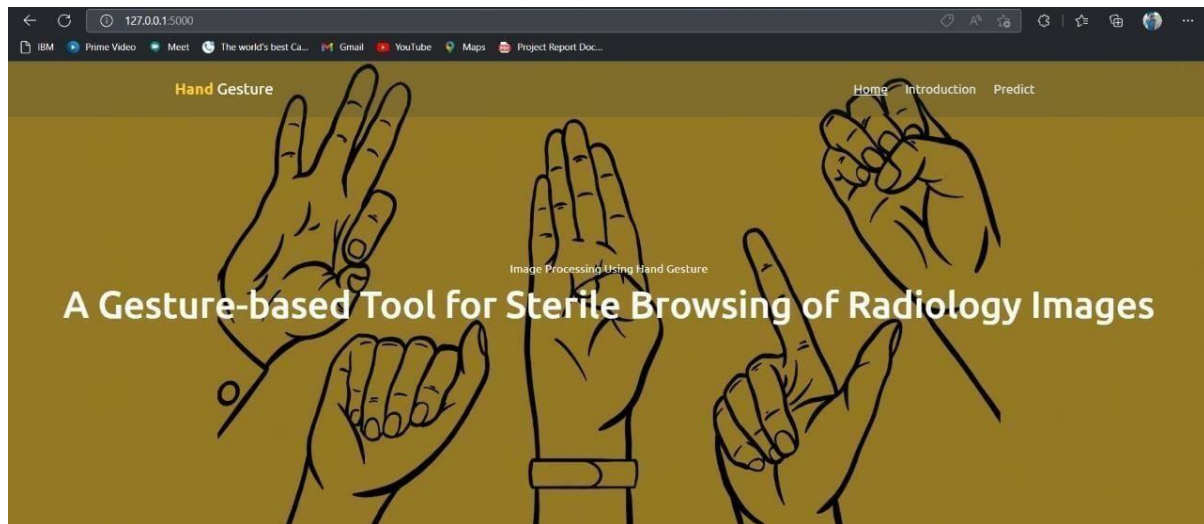 127.0.0.1:5000
IBM Prime Video Meet The world's best Ca... Gmail YouTube Maps Project Report Doc...
Hand Gesture Home Introduction Predict
Image Processing Using Hand Gesture
A Gesture-based Tool for Sterile Browsing of Radiology Images